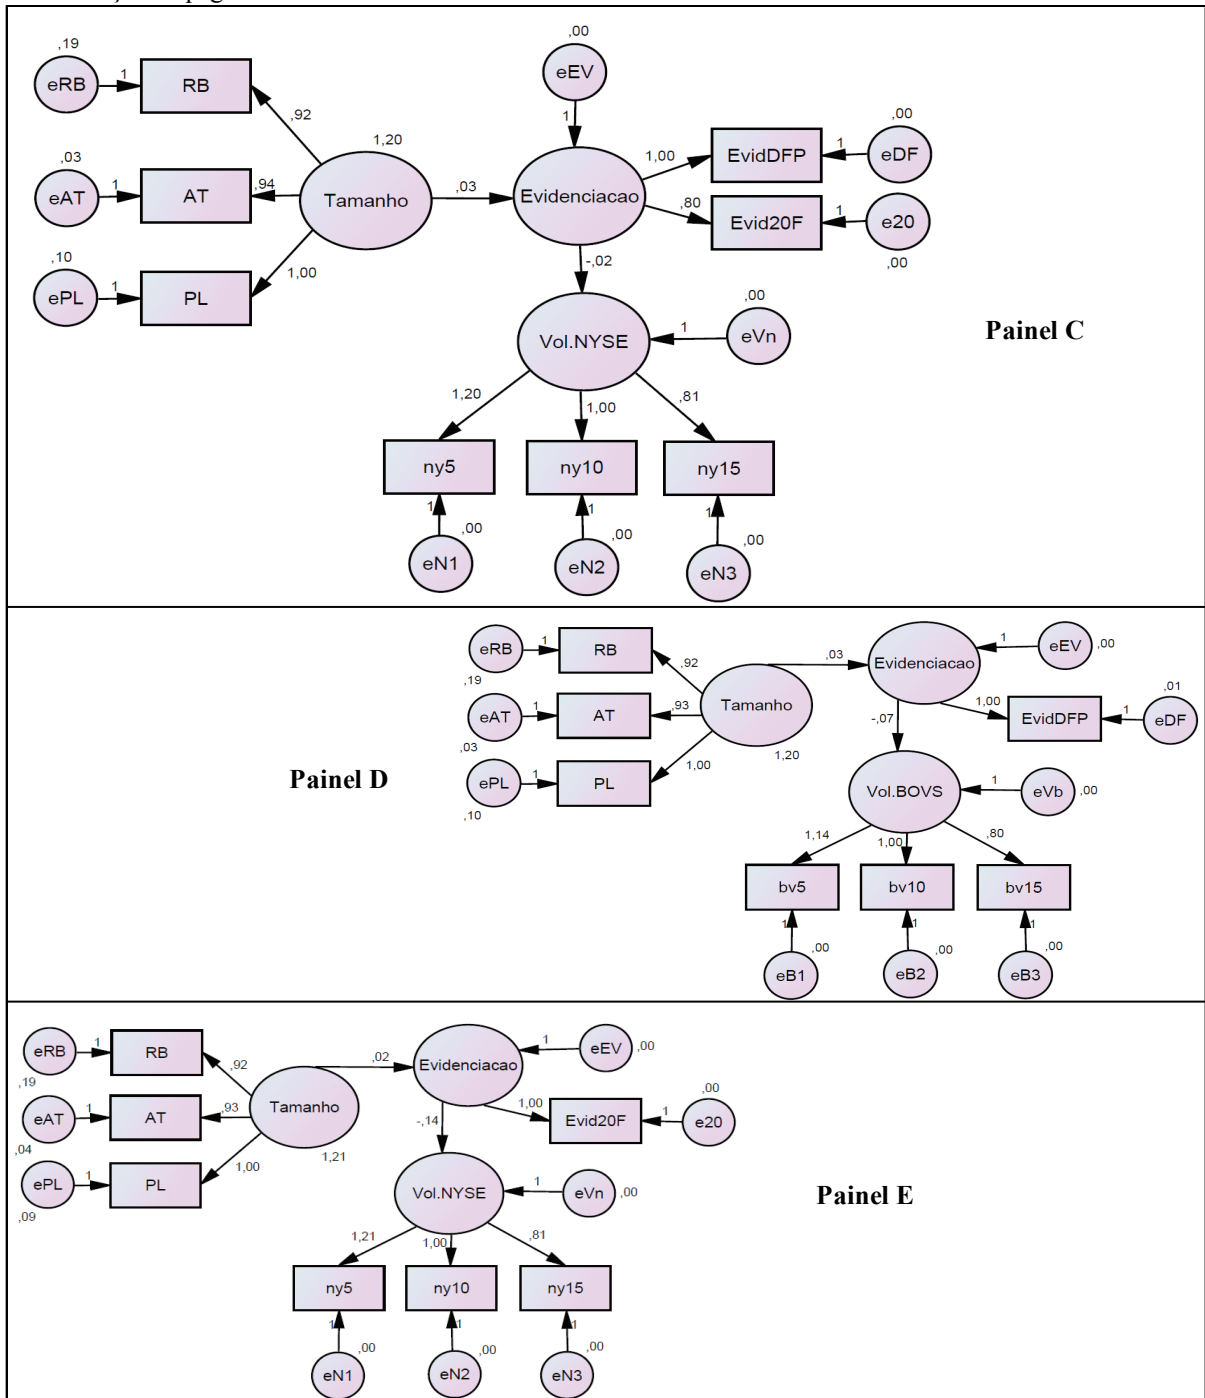 ,19
,00
eRB
1
RB
eEV
,92
1
,00
1,20
,03
EvidDFP
1
eDF
1,00
eAT
1
AT
,94
Tamanho
,03
Evidenciacao
,80
Evid20F
1
e20
,10
,00
ePL
1
PL
1,00
-,02
,00
Vol.NYSE
1
eVn
Painel C
1,20
1,00
,81
ny5
ny10
ny15
1
1
1
,00
,00
,00
eN1
eN2
eN3
eRB
1
RB
,19
,92
,03
Evidenciacao
1
eEV
,00
eAT
1
AT
,93
Tamanho
,01
,03
1,00
EvidDFP
1
eDF
-,07
1,20
Painel D
ePL
1
PL
1,00
,10
Vol.BOVS
1
eVb
,00
1,14
1,00
,80
bv5
bv10
bv15
1
1
1
,00
,00
,00
eB1
eB2
eB3
eRB
1
RB
,19
,92
,02
Evidenciacao
1
eEV
,00
eAT
1
AT
,93
Tamanho
,00
,04
1,00
Evid20F
1
e20
-,14
1,21
ePL
1
PL
1,00
,09
Vol.NYSE
1
eVn
,00
Painel E
1,21
1,00
,81
ny5
ny10
ny15
1
1
1
,00
,00
,00
eN1
eN2
eN3